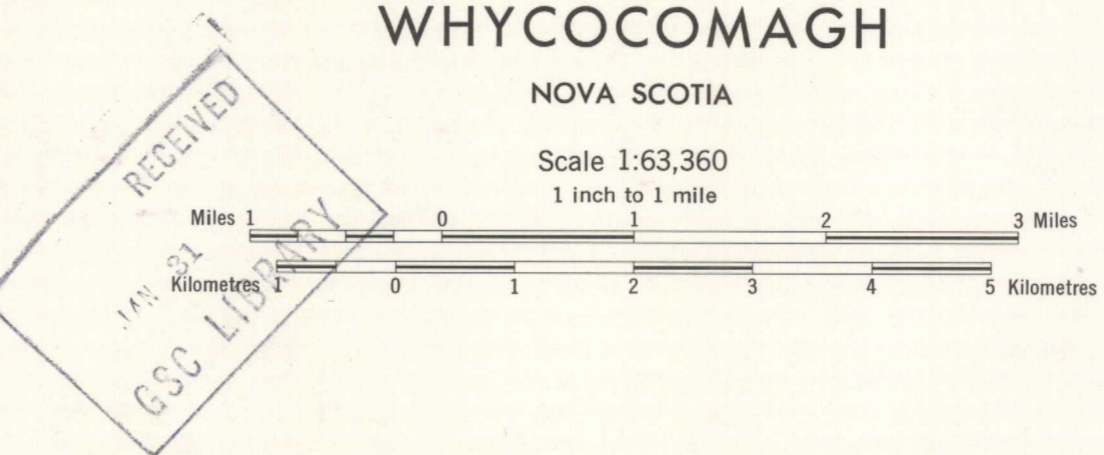 WHYCOCOMAGH
NOVA SCOTIA
Scale 1:63,360
1 inch to 1 mile
Miles 1 0 1 2 3 Miles
Kilometres 1 0 1 2 3 4 5 Kilometres
RECEIVED
JAN 31
GSC LIBRARY